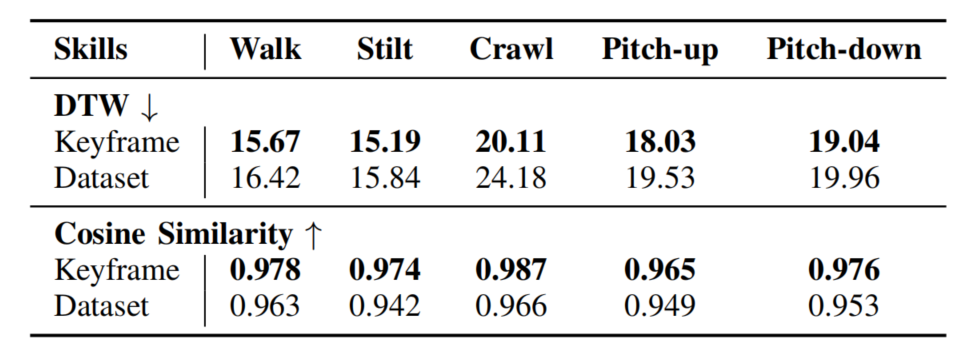 Skills Walk Stilt Crawl Pitch-up Pitch-down
DTW ↓
Keyframe 15.67 15.19 20.11 18.03 19.04
Dataset 16.42 15.84 24.18 19.53 19.96
Cosine Similarity ↑
Keyframe 0.978 0.974 0.987 0.965 0.976
Dataset 0.963 0.942 0.966 0.949 0.953